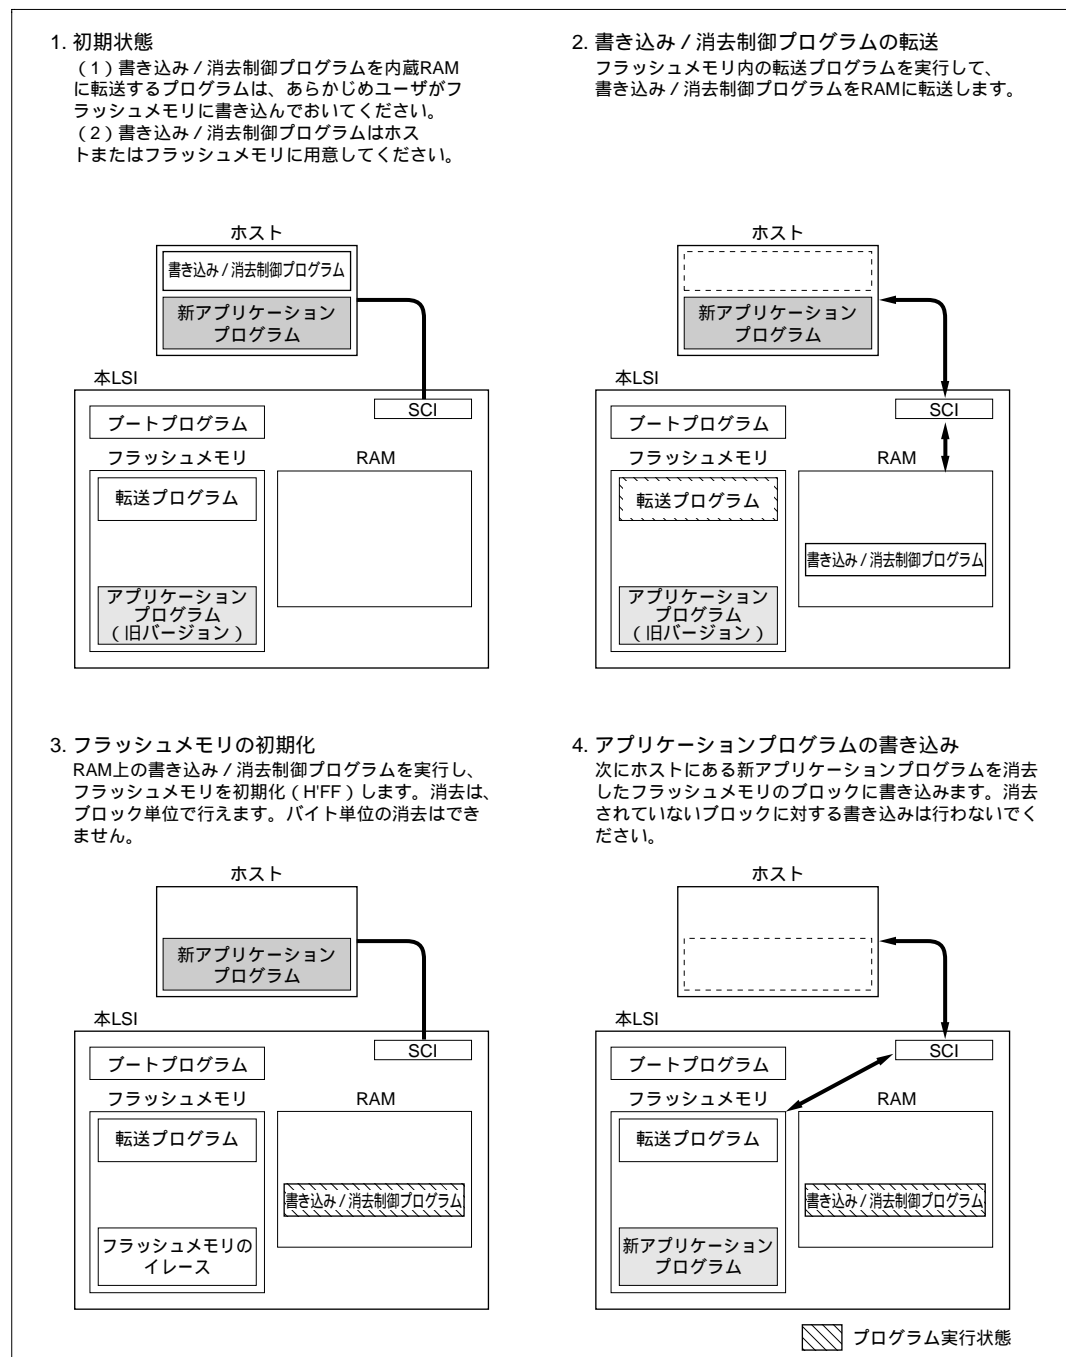 1. 初期状態
（1）書き込み / 消去制御プログラムを内蔵RAM
に転送するプログラムは、あらかじめユーザがフ
ラッシュメモリに書き込んでおいてください。
（2）書き込み / 消去制御プログラムはホス
トまたはフラッシュメモリに用意してください。
ホスト
書き込み / 消去制御プログラム
新アプリケーション
プログラム
本LSI
SCI
ブートプログラム
フラッシュメモリ
RAM
転送プログラム
アプリケーション
プログラム
（旧バージョン）
2. 書き込み / 消去制御プログラムの転送
フラッシュメモリ内の転送プログラムを実行して、
書き込み / 消去制御プログラムをRAMに転送します。
ホスト
新アプリケーション
プログラム
本LSI
SCI
ブートプログラム
フラッシュメモリ
RAM
転送プログラム
書き込み / 消去制御プログラム
アプリケーション
プログラム
（旧バージョン）
3. フラッシュメモリの初期化
RAM上の書き込み / 消去制御プログラムを実行し、
フラッシュメモリを初期化（H'FF）します。消去は、
ブロック単位で行えます。バイト単位の消去はでき
ません。
ホスト
新アプリケーション
プログラム
本LSI
SCI
ブートプログラム
フラッシュメモリ
RAM
転送プログラム
書き込み / 消去制御プログラム
フラッシュメモリの
イレース
4. アプリケーションプログラムの書き込み
次にホストにある新アプリケーションプログラムを消去
したフラッシュメモリのブロックに書き込みます。消去
されていないブロックに対する書き込みは行わないでく
ださい。
ホスト
本LSI
SCI
ブートプログラム
フラッシュメモリ
RAM
転送プログラム
書き込み / 消去制御プログラム
新アプリケーション
プログラム
プログラム実行状態